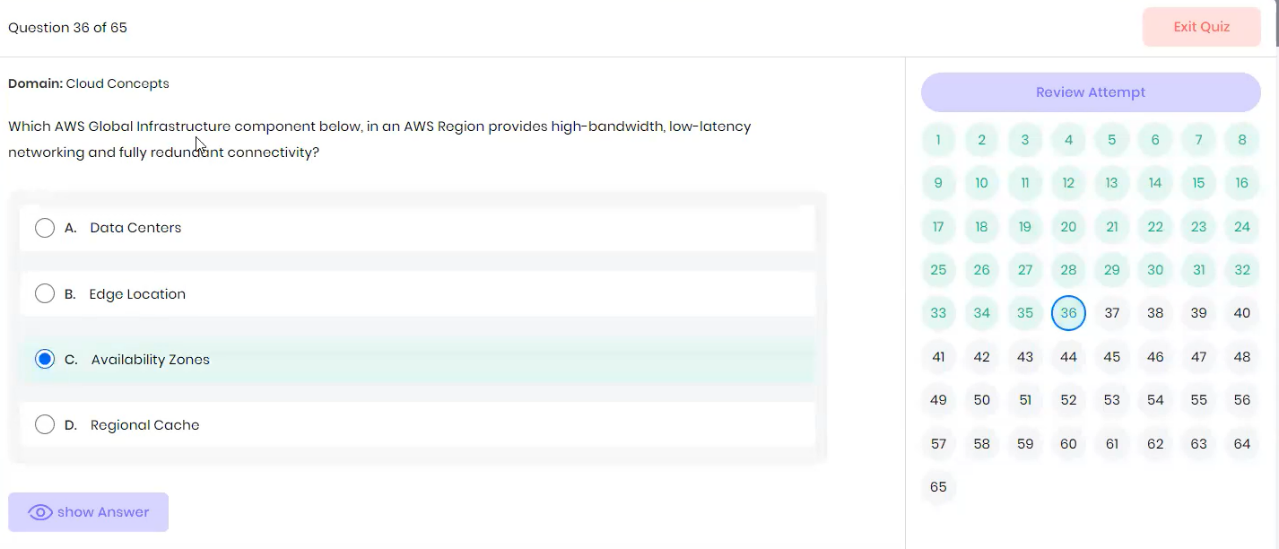 Question 36 of 65
Exit Quiz
Domain: Cloud Concepts
Which AWS Global Infrastructure component below, in an AWS Region provides high-bandwidth, low-latency
networking and fully redundant connectivity?
A. Data Centers
B. Edge Location
C. Availability Zones
D. Regional Cache
show Answer
Review Attempt
1 2 3 4 5 6 7 8
9 10 11 12 13 14 15 16
17 18 19 20 21 22 23 24
25 26 27 28 29 30 31 32
33 34 35 36 37 38 39 40
41 42 43 44 45 46 47 48
49 50 51 52 53 54 55 56
57 58 59 60 61 62 63 64
65